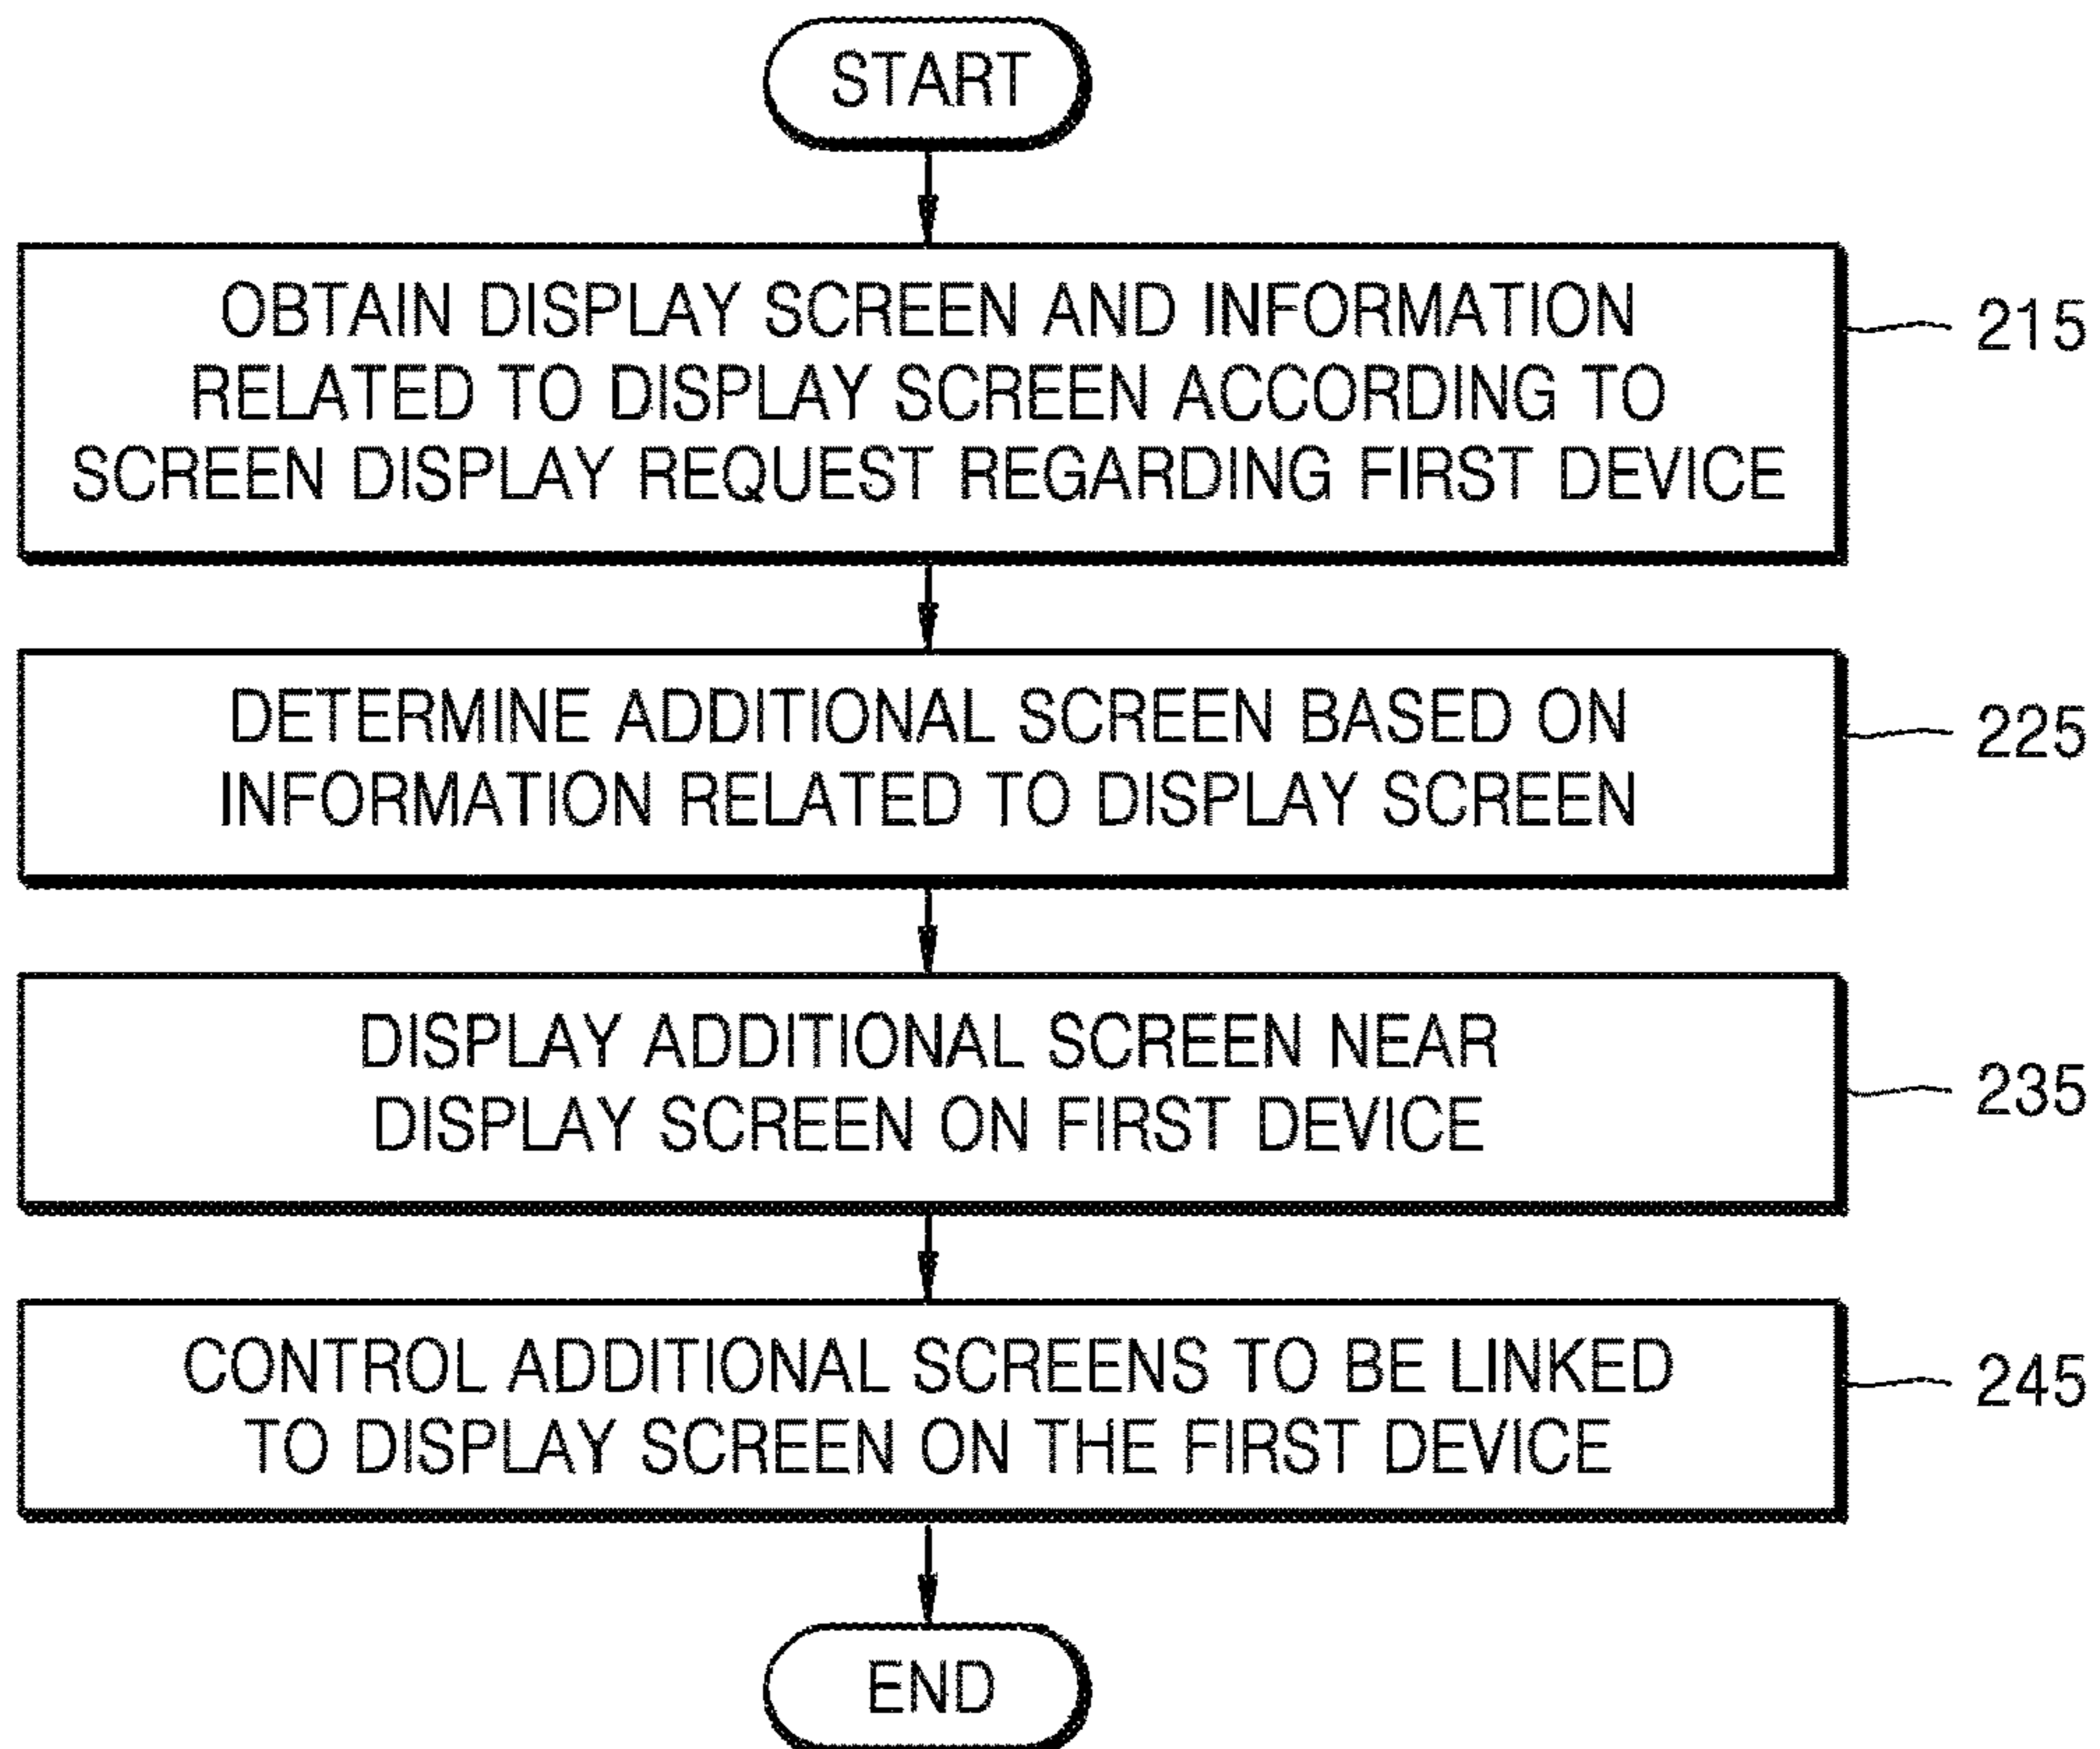 START
OBTAIN DISPLAY SCREEN AND INFORMATION
RELATED TO DISPLAY SCREEN ACCORDING TO
SCREEN DISPLAY REQUEST REGARDING FIRST DEVICE
215
DETERMINE ADDITIONAL SCREEN BASED ON
INFORMATION RELATED TO DISPLAY SCREEN
225
DISPLAY ADDITIONAL SCREEN NEAR
DISPLAY SCREEN ON FIRST DEVICE
235
CONTROL ADDITIONAL SCREENS TO BE LINKED
TO DISPLAY SCREEN ON THE FIRST DEVICE
245
END